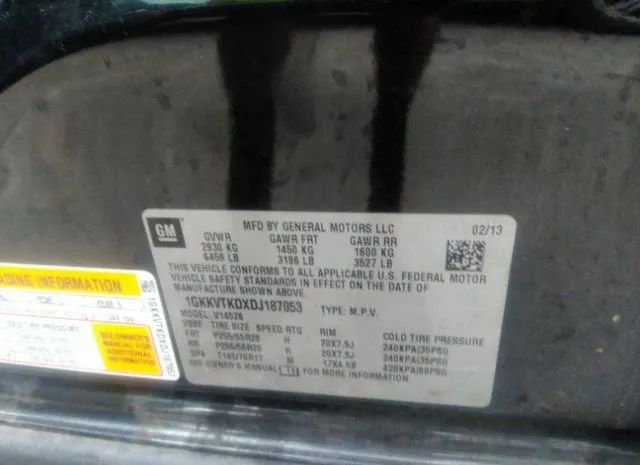 GM
MFD BY GENERAL MOTORS LLC
02/13
GVWR GAWR FRT GAWR RR
2930 KG 1450 KG 1600 KG
6459 LB 3196 LB 3527 LB
THIS VEHICLE CONFORMS TO ALL APPLICABLE U.S. FEDERAL MOTOR
VEHICLE SAFETY STANDARDS IN EFFECT ON THE DATE OF
MANUFACTURE SHOWN ABOVE.
1GKKVTKDXDJ187053 TYPE: M.P.V.
MODEL: V14526
TIRE SIZE SPEED RTG RIM COLD TIRE PRESSURE
FRT P255/55R20 H 20X7.5J 240KPA(35PSI)
RR P255/55R20 H 20X7.5J 240KPA(35PSI)
SPA T145/70R17 17X4.5B 420KPA(60PSI)
SEE OWNER'S MANUAL FOR MORE INFORMATION
LOADING INFORMATION
SEE OWNER'S
MANUAL FOR
ADDITIONAL
INFORMATION